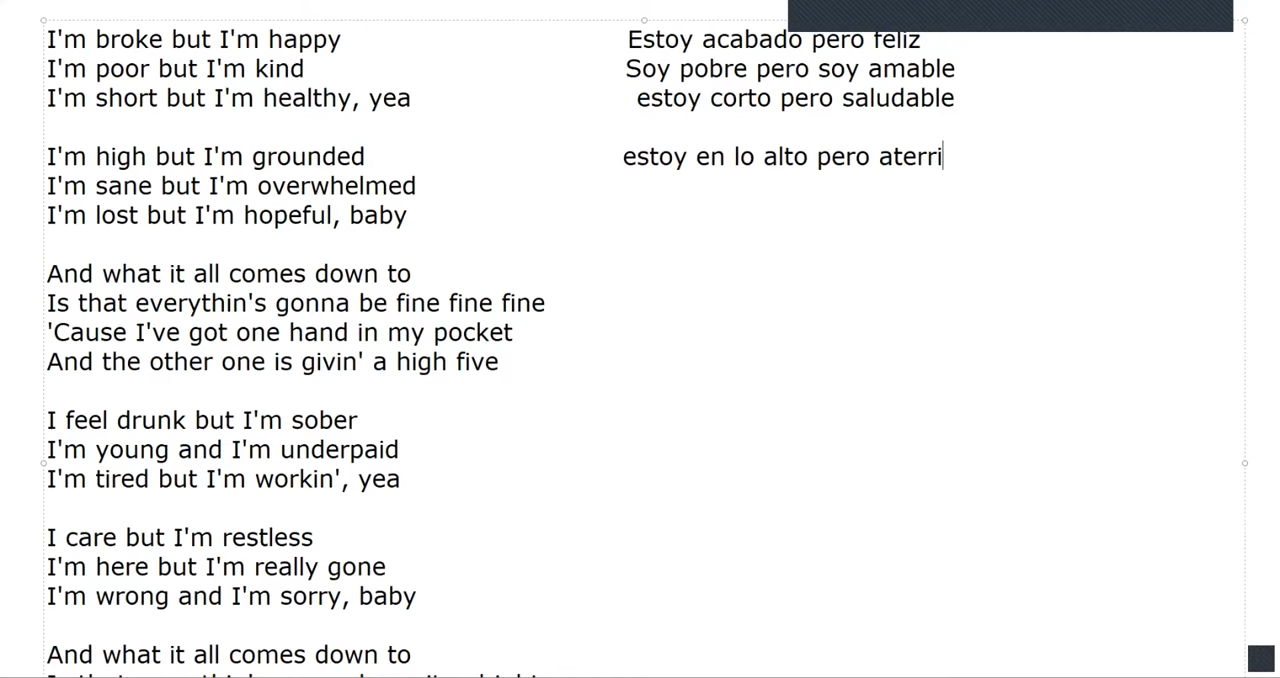 I'm broke but I'm happy Estoy acabado pero feliz
I'm poor but I'm kind Soy pobre pero soy amable
I'm short but I'm healthy, yea estoy corto pero saludable
I'm high but I'm grounded estoy en lo alto pero aterri
I'm sane but I'm overwhelmed
I'm lost but I'm hopeful, baby
And what it all comes down to
Is that everythin's gonna be fine fine fine
'Cause I've got one hand in my pocket
And the other one is givin' a high five
I feel drunk but I'm sober
I'm young and I'm underpaid
I'm tired but I'm workin', yea
I care but I'm restless
I'm here but I'm really gone
I'm wrong and I'm sorry, baby
And what it all comes down to